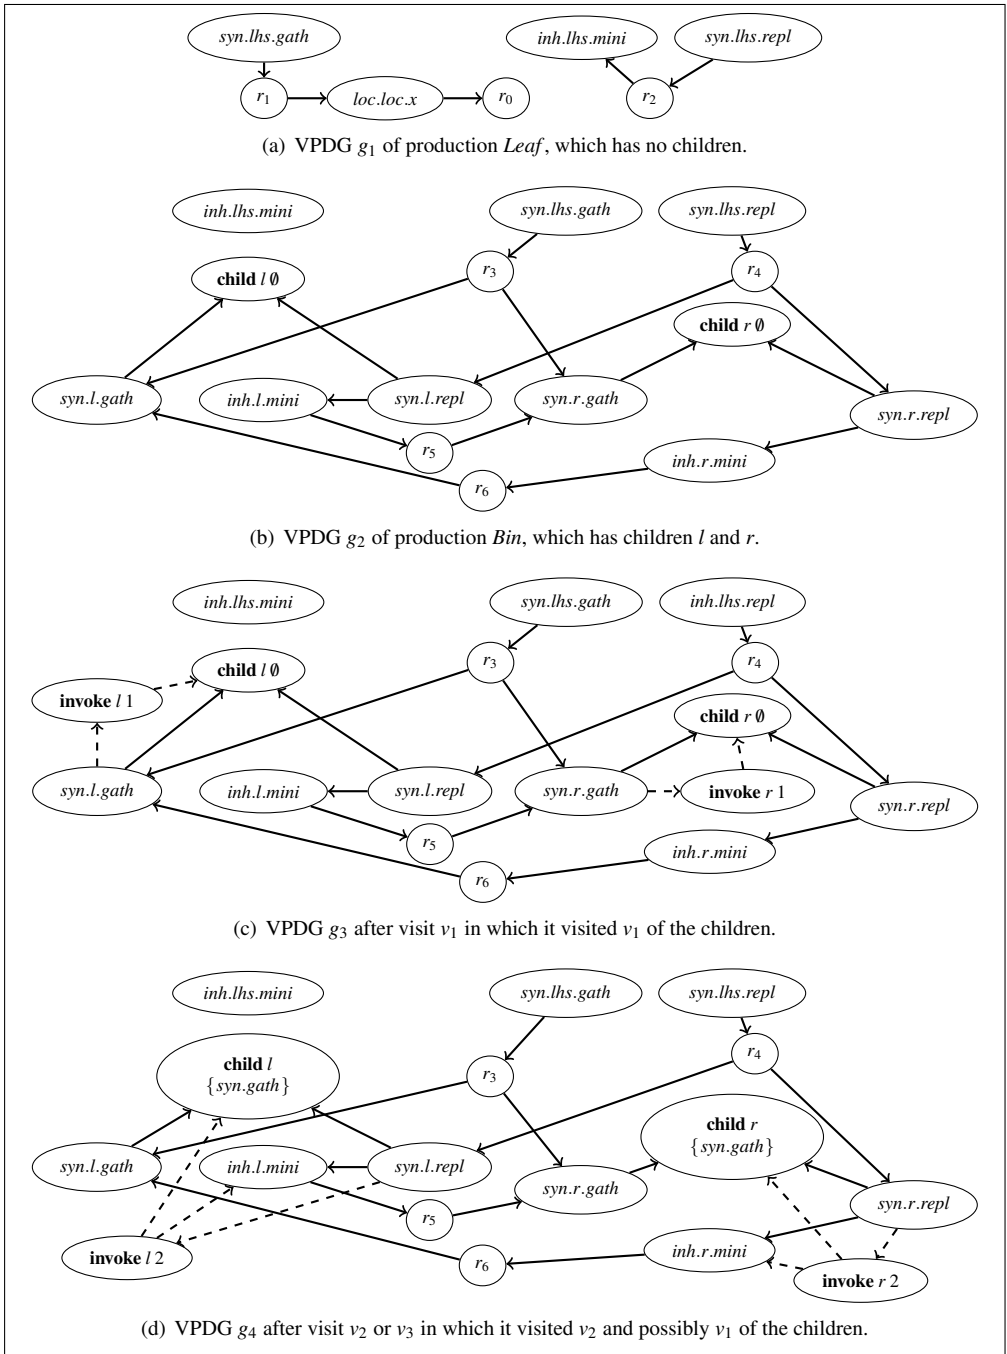 syn.lhs.gath
inh.lhs.mini
syn.lhs.repl
r1
loc.loc.x
r0
r2
(a) VPDG g1 of production Leaf, which has no children.
inh.lhs.mini
syn.lhs.gath
syn.lhs.repl
child l ∅
r3
r4
child r ∅
syn.l.gath
inh.l.mini
syn.l.repl
syn.r.gath
syn.r.repl
r5
inh.r.mini
r6
(b) VPDG g2 of production Bin, which has children l and r.
inh.lhs.mini
syn.lhs.gath
inh.lhs.repl
child l ∅
r3
r4
invoke l 1
child r ∅
syn.l.gath
inh.l.mini
syn.l.repl
syn.r.gath
invoke r 1
syn.r.repl
r5
inh.r.mini
r6
(c) VPDG g3 after visit v1 in which it visited v1 of the children.
inh.lhs.mini
syn.lhs.gath
syn.lhs.repl
child l
{syn.gath}
r3
r4
child r
{syn.gath}
syn.l.gath
inh.l.mini
syn.l.repl
syn.r.gath
syn.r.repl
r5
invoke l 2
r6
inh.r.mini
invoke r 2
(d) VPDG g4 after visit v2 or v3 in which it visited v2 and possibly v1 of the children.